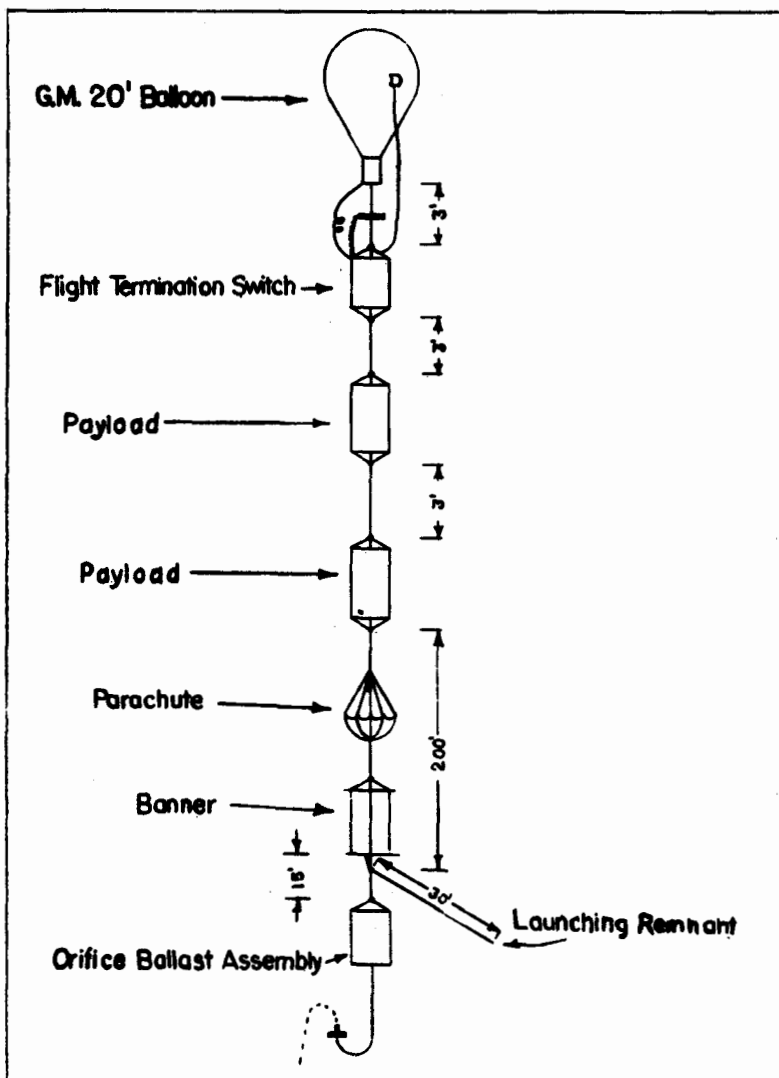 D
G.M. 20' Balloon
3'
Flight Termination Switch
3'
Payload
3'
Payload
Parachute
200'
Banner
15'
30'
Launching Remnant
Orifice Ballast Assembly